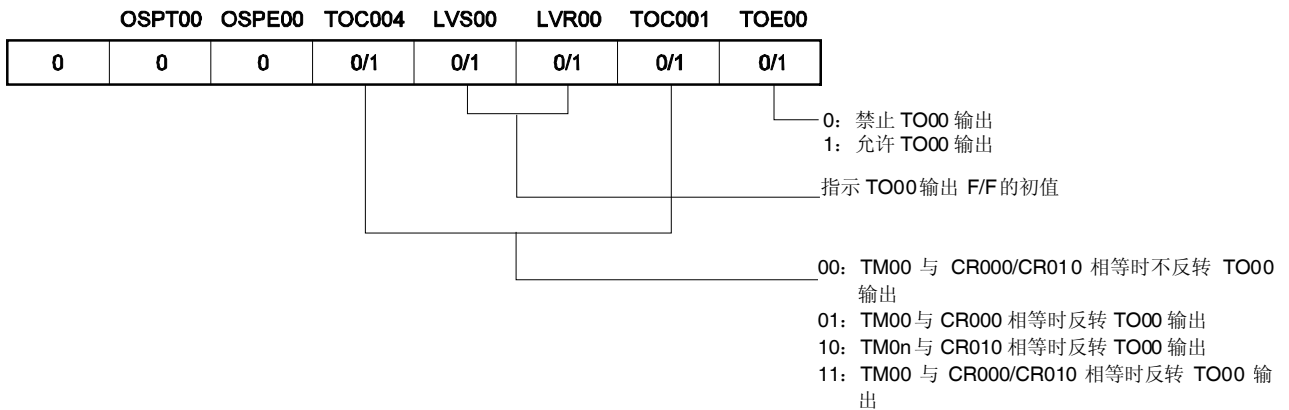 OSPT00 OSPE00 TOC004 LVS00 LVR00 TOC001 TOE00
0 0 0 0/1 0/1 0/1 0/1 0/1
0：禁止 TO00 输出
1：允许 TO00 输出
指示 TO00 输出 F/F 的初值
00：TM00 与 CR000/CR010 相等时不反转 TO00
输出
01：TM00 与 CR000 相等时反转 TO00 输出
10：TM0n 与 CR010 相等时反转 TO00 输出
11：TM00 与 CR000/CR010 相等时反转 TO00 输
出